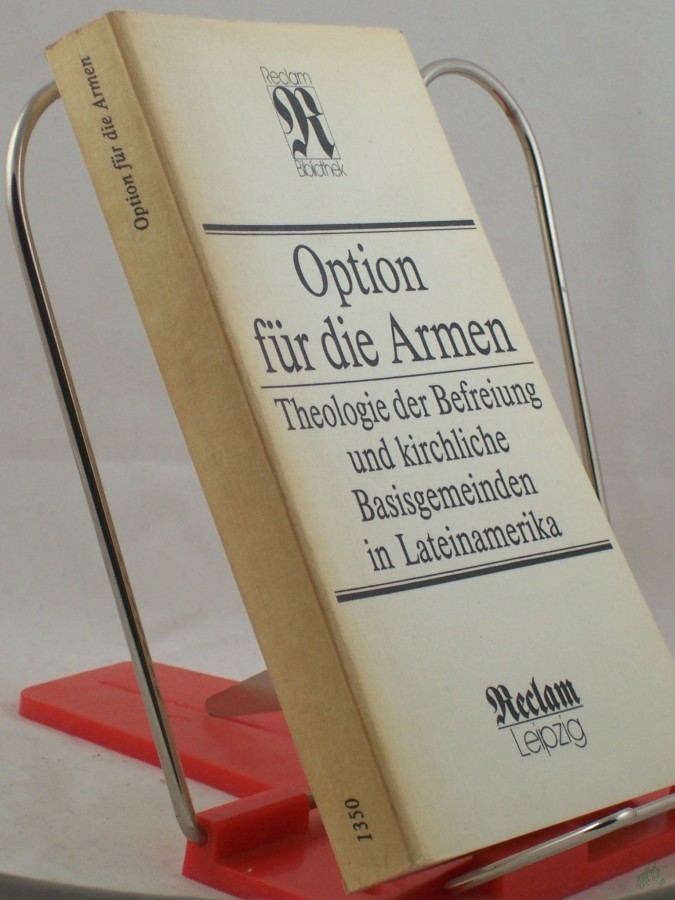 Option für die Armen
1350
Reclam
R
Bibliothek
Option
für die Armen
Theologie der Befreiung
und kirchliche
Basisgemeinden
in Lateinamerika
Reclam
Leipzig